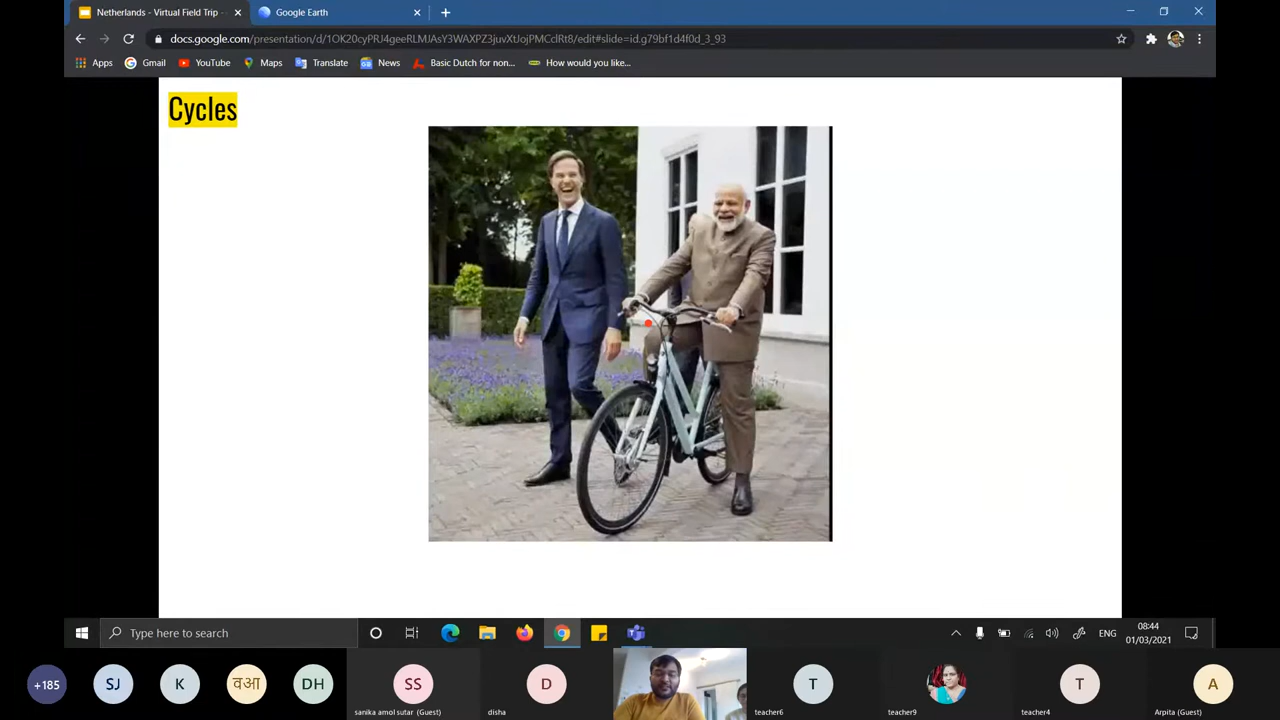 Netherlands - Virtual Field Trip -
Google Earth
docs.google.com/presentation/d/1OK20cyPRJ4geeRLMJAsY3WAXPZ3juvXtJojPMCclRt8/edit#slide=id.g79bf1d4f0d_3_93
Apps
Gmail
YouTube
Maps
Translate
News
Basic Dutch for non...
How would you like...
Cycles
Type here to search
ENG
08:44
01/03/2021
+185
SJ
K
वआ
DH
SS
D
T
T
A
sanika amol sutar (Guest)
disha
teacher6
teacher9
teacher4
Arpita (Guest)